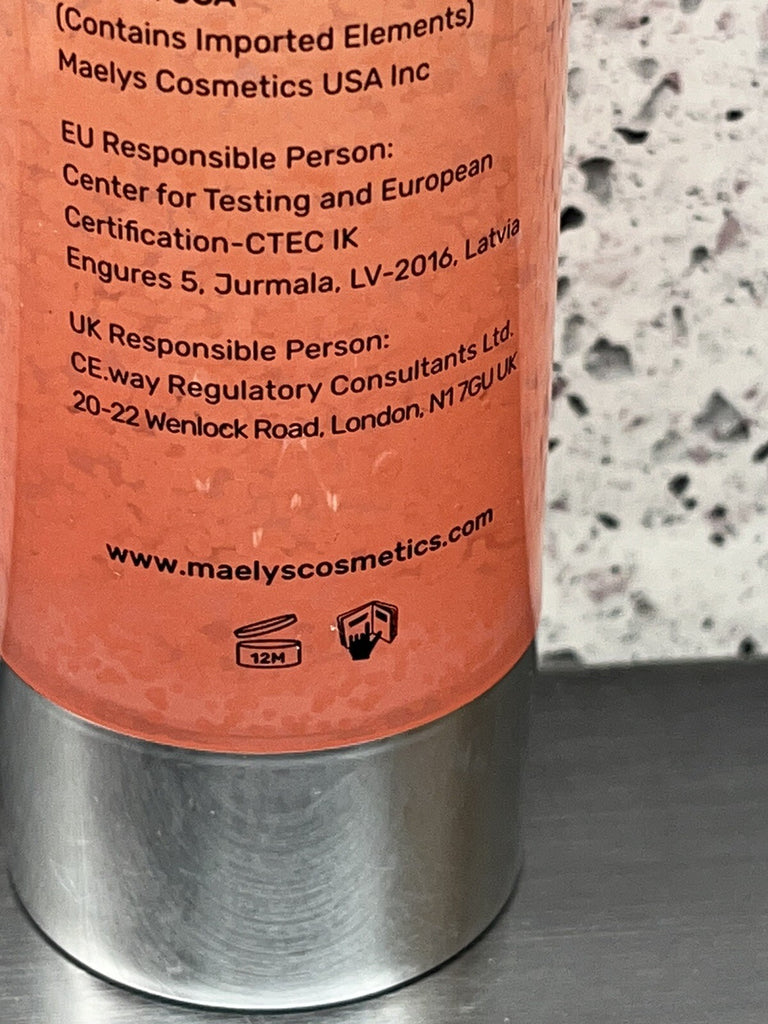 USA
(Contains Imported Elements)
Maelys Cosmetics USA Inc
EU Responsible Person:
Center for Testing and European
Certification-CTEC IK
Engures 5, Jurmala, LV-2016, Latvia
UK Responsible Person:
CE.way Regulatory Consultants Ltd.
20-22 Wenlock Road, London, N1 7GU UK
www.maelyscosmetics.com
12M